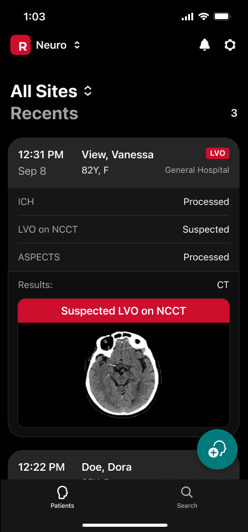 1:03
R Neuro
All Sites
Recents 3
12:31 PM View, Vanessa LVO
Sep 8 82Y, F General Hospital
ICH Processed
LVO on NCCT Suspected
ASPECTS Processed
Results: CT
Suspected LVO on NCCT
12:22 PM Doe, Dora
Patients Search